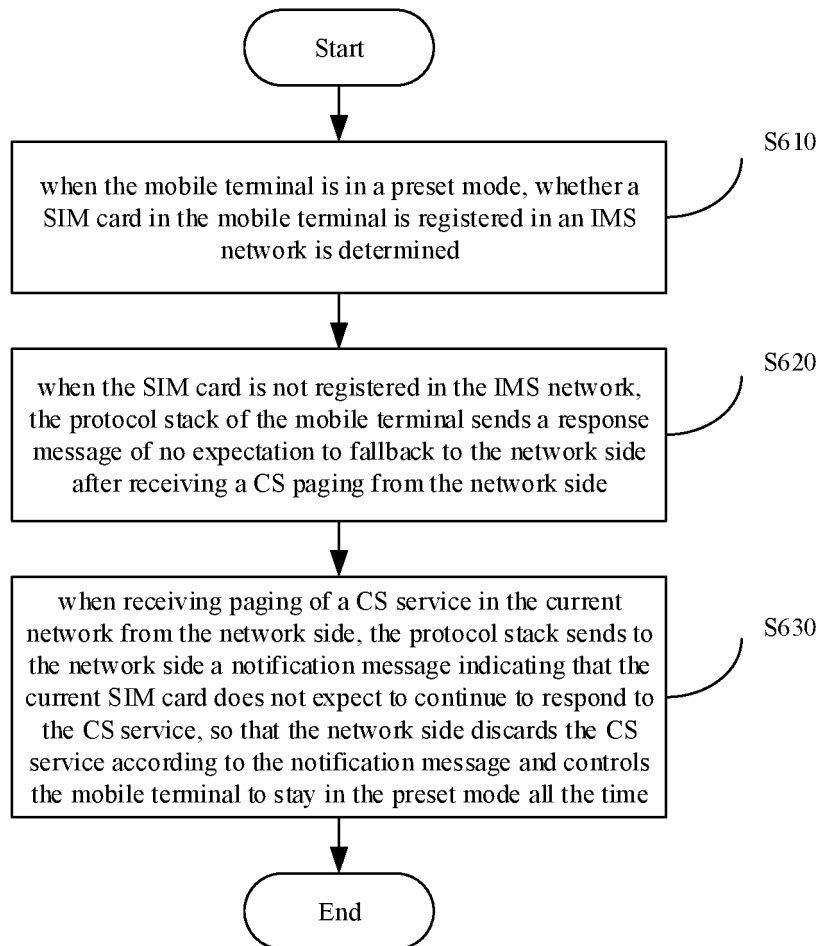 Start
S610
when the mobile terminal is in a preset mode, whether a
SIM card in the mobile terminal is registered in an IMS
network is determined
S620
when the SIM card is not registered in the IMS network,
the protocol stack of the mobile terminal sends a response
message of no expectation to fallback to the network side
after receiving a CS paging from the network side
S630
when receiving paging of a CS service in the current
network from the network side, the protocol stack sends to
the network side a notification message indicating that the
current SIM card does not expect to continue to respond to
the CS service, so that the network side discards the CS
service according to the notification message and controls
the mobile terminal to stay in the preset mode all the time
End